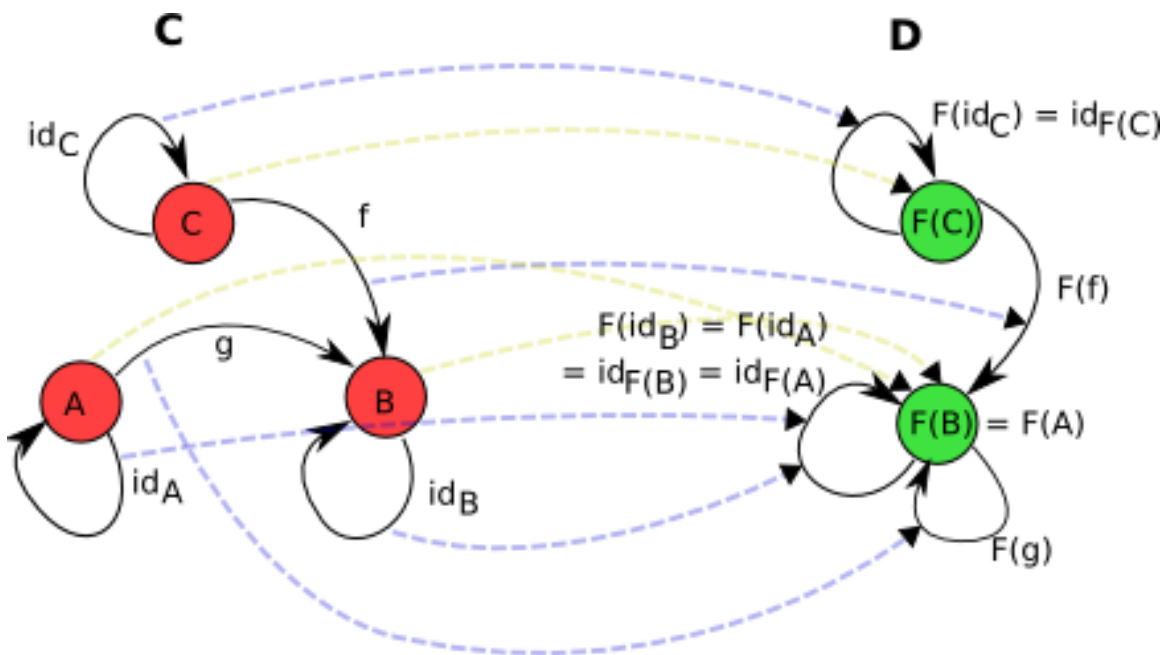 C
D
idC
F(idC) = idF(C)
C
F(C)
f
F(f)
g
F(idB) = F(idA)
= idF(B) = idF(A)
A
B
F(B) = F(A)
idA
idB
F(g)